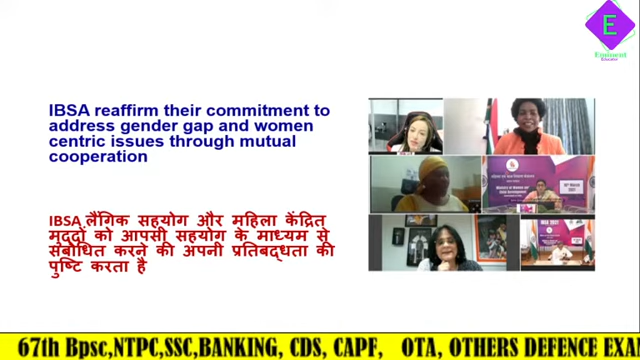 E
Eminent
Educator
IBSA reaffirm their commitment to
address gender gap and women
centric issues through mutual
cooperation
IBSA लैंगिक सहयोग और महिला केंद्रित
मुद्दों को आपसी सहयोग के माध्यम से
संबोधित करने की अपनी प्रतिबद्धता की
पुष्टि करता है
67th Bpsc,NTPC,SSC,BANKING, CDS, CAPF, OTA, OTHERS DEFENCE EXA